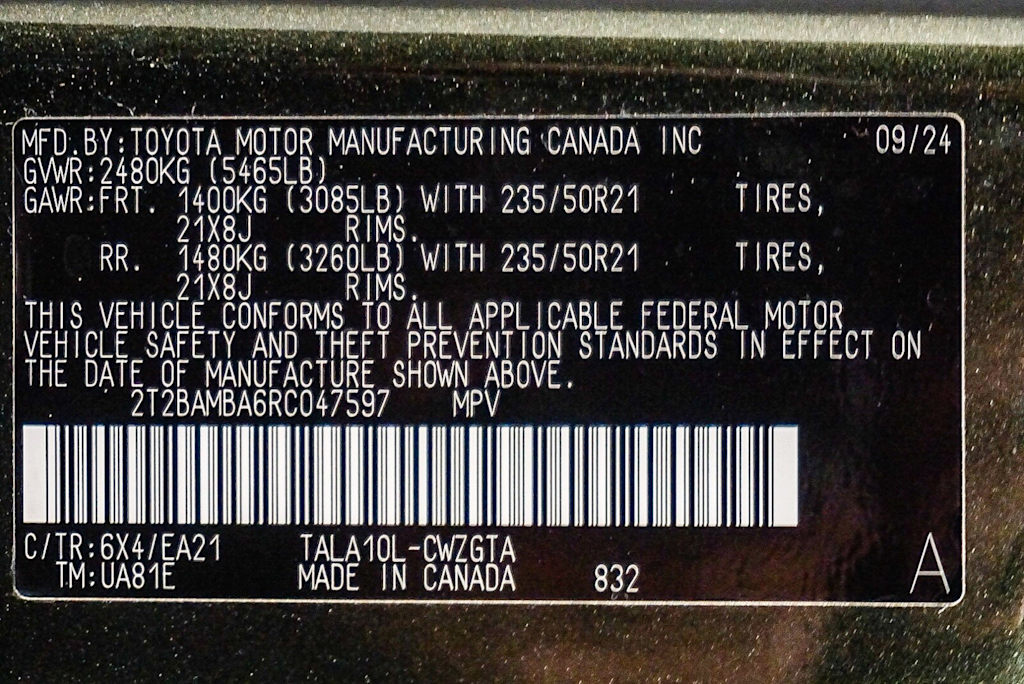 MFD.BY:TOYOTA MOTOR MANUFACTURING CANADA INC 09/24
GVWR:2480KG (5465LB)
GAWR:FRT. 1400KG (3085LB) WITH 235/50R21 TIRES,
21X8J RIMS.
RR. 1480KG (3260LB) WITH 235/50R21 TIRES,
21X8J RIMS.
THIS VEHICLE CONFORMS TO ALL APPLICABLE FEDERAL MOTOR
VEHICLE SAFETY AND THEFT PREVENTION STANDARDS IN EFFECT ON
THE DATE OF MANUFACTURE SHOWN ABOVE.
2T2BAMBA6RC047597 MPV
C/TR:6X4/EA21 TALA10L-CWZGTA
TM:UA81E MADE IN CANADA 832 A